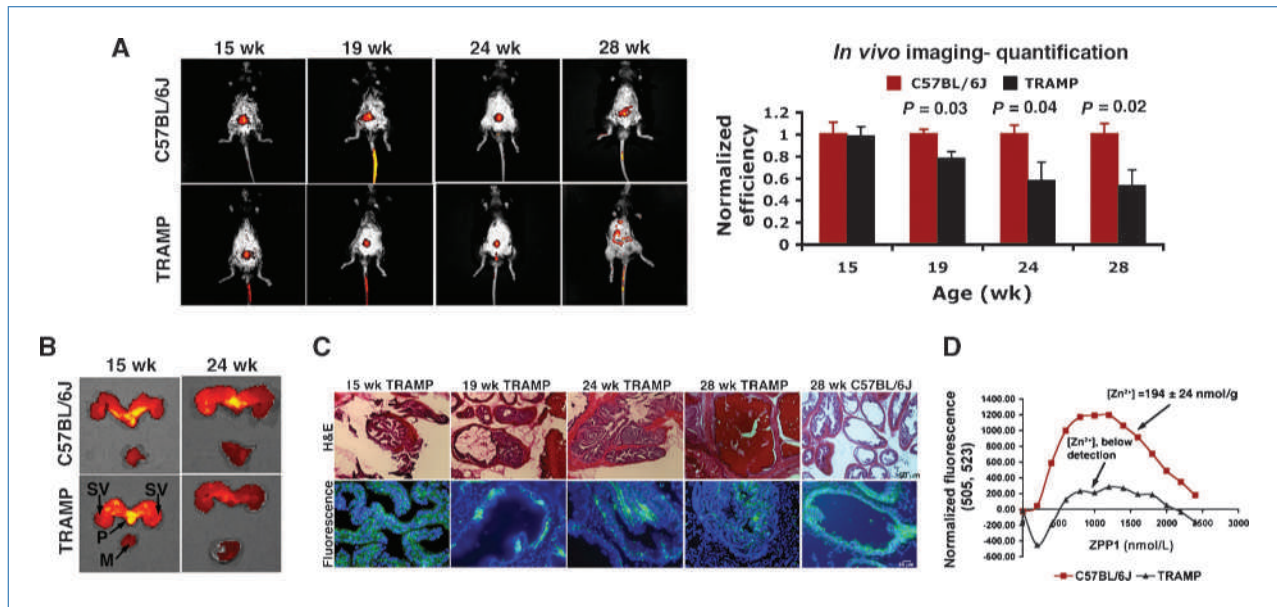 A
15 wk 19 wk 24 wk 28 wk
C57BL/6J
TRAMP
In vivo imaging- quantification
C57BL/6J TRAMP
P = 0.03 P = 0.04 P = 0.02
Normalized
efficiency
1.2
1
0.8
0.6
0.4
0.2
0
15 19 24 28
Age (wk)
B
15 wk 24 wk
C57BL/6J
TRAMP
SV SV
P
M
C
15 wk TRAMP 19 wk TRAMP 24 wk TRAMP 28 wk TRAMP 28 wk C57BL/6J
H&E
Fluorescence
D
Normalized fluorescence
(505, 523)
1400.00
1200.00
1000.00
800.00
600.00
400.00
200.00
0.00
-200.00
-400.00
-600.00
[Zn²⁺] =194 ± 24 nmol/g
[Zn²⁺], below
detection
0 500 1000 1500 2000 2500 3000
ZPP1 (nmol/L)
C57BL/6J TRAMP